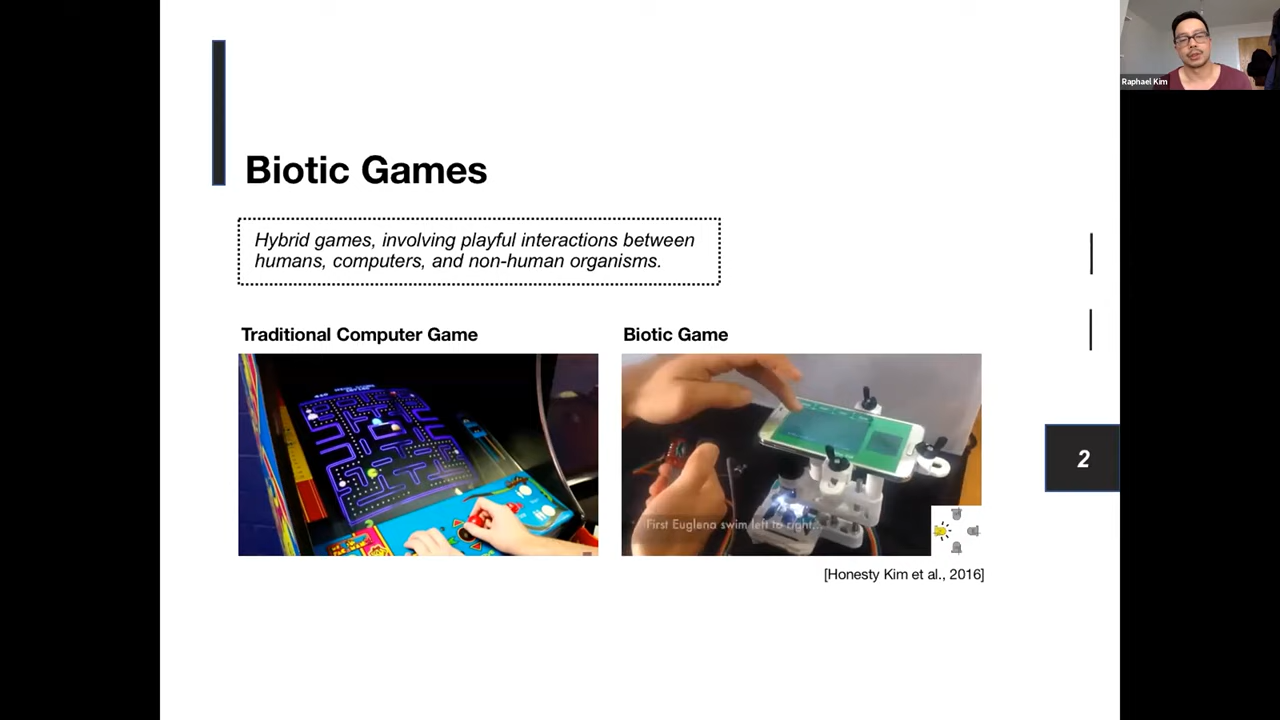 Raphael Kim
Biotic Games
Hybrid games, involving playful interactions between
humans, computers, and non-human organisms.
Traditional Computer Game
Biotic Game
2
First Euglena swim left to right...
[Honesty Kim et al., 2016]